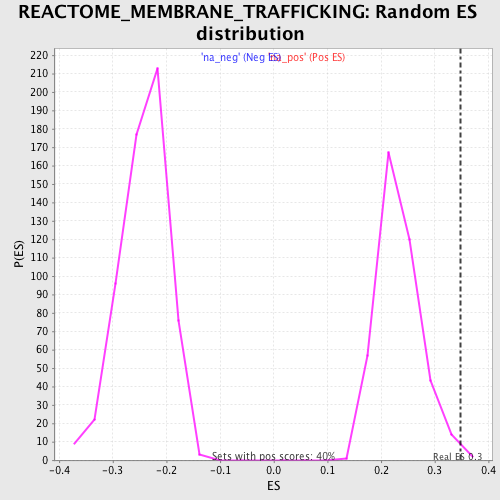 REACTOME_MEMBRANE_TRAFFICKING: Random ES
distribution
'na_neg' (Neg ES) 'na_pos' (Pos ES)
220
210
200
190
180
170
160
150
140
130
120
110
100
90
80
70
60
50
40
30
20
10
0
P(ES)
Sets with pos scores: 40%
Real ES 0.3
-0.4 -0.3 -0.2 -0.1 0.0 0.1 0.2 0.3 0.4
ES